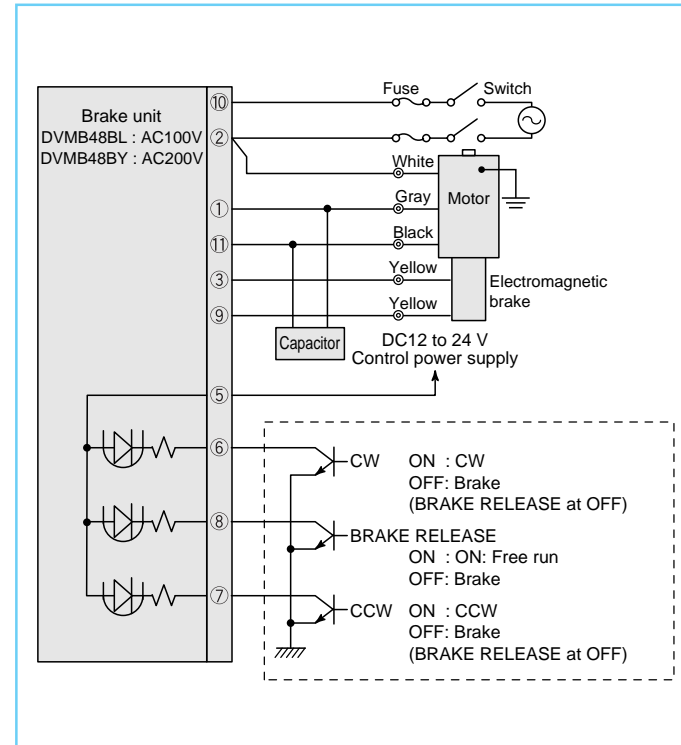 Brake unit
DVMB48BL : AC100V
DVMB48BY : AC200V
⑩
Fuse
Switch
②
White
①
Gray
Motor
⑪
Black
③
Yellow
Electromagnetic
brake
⑨
Yellow
Capacitor
DC12 to 24 V
Control power supply
⑤
⑥
CW
ON : CW
OFF: Brake
(BRAKE RELEASE at OFF)
⑧
BRAKE RELEASE
ON : ON: Free run
OFF: Brake
⑦
CCW
ON : CCW
OFF: Brake
(BRAKE RELEASE at OFF)